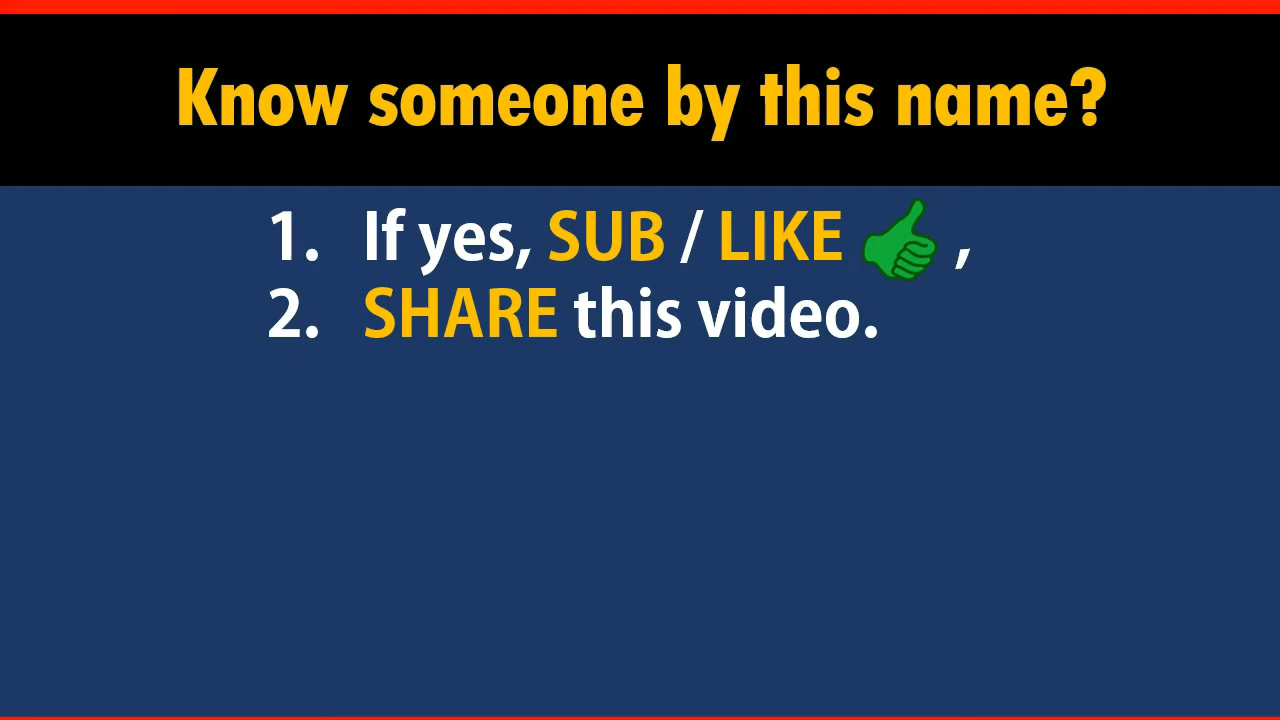 Know someone by this name?
1. If yes, SUB / LIKE ,
2. SHARE this video.